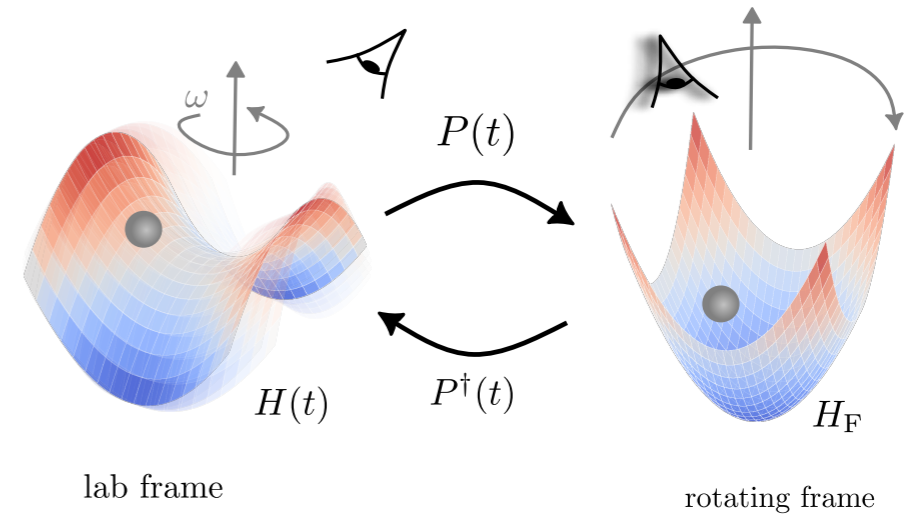 ω
P(t)
P†(t)
H(t)
H_F
lab frame
rotating frame